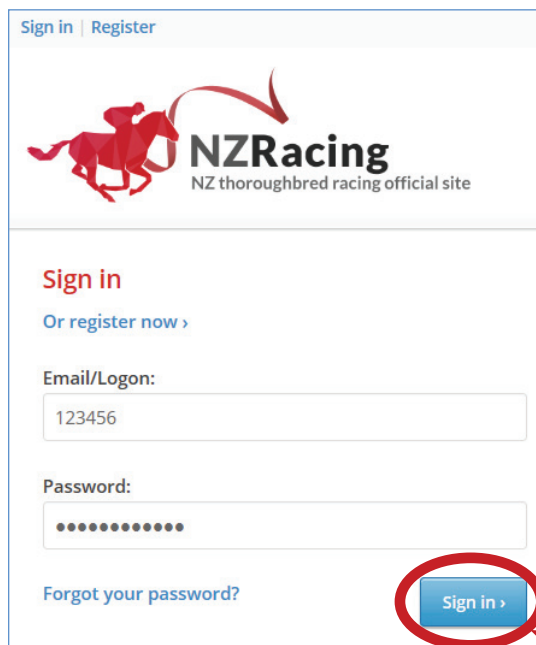 Sign in | Register
NZRacing
NZ thoroughbred racing official site
Sign in
Or register now ›
Email/Logon:
123456
Password:
••••••••••••
Forgot your password?
Sign in ›